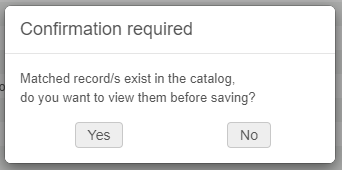 Confirmation required
Matched record/s exist in the catalog,
do you want to view them before saving?
Yes No